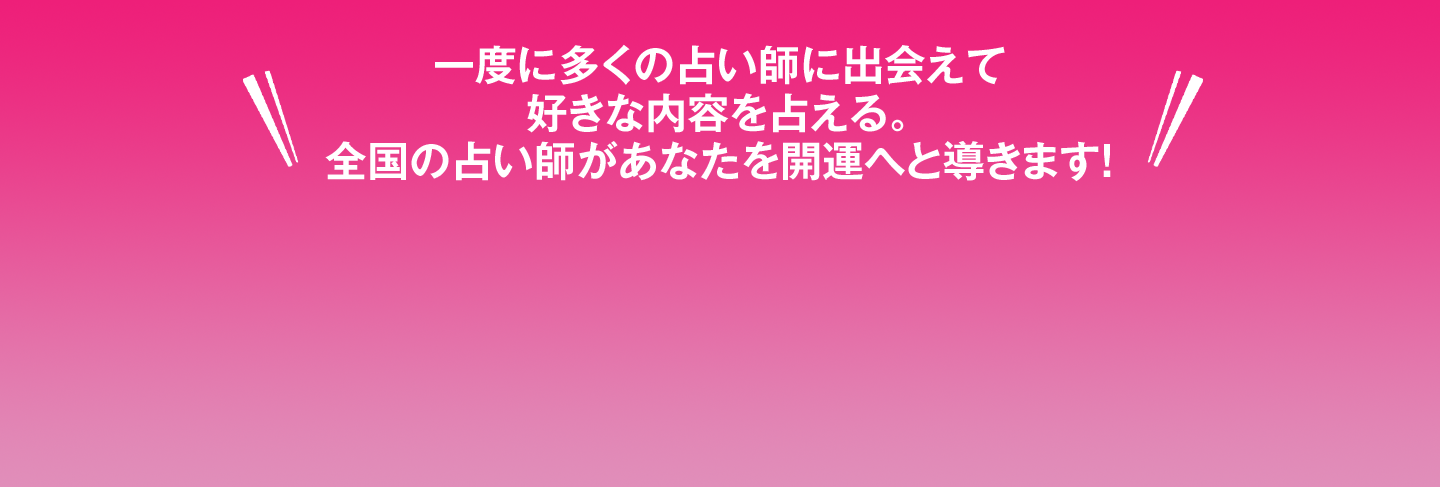 一度に多くの占い師に出会えて
好きな内容を占える。
全国の占い師があなたを開運へと導きます!